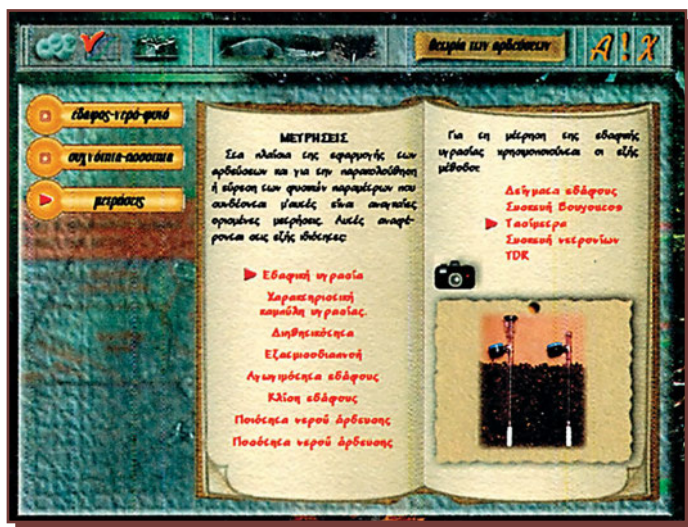 θεωρία των αρδεύσεων
A ! X
έδαφος-νερό-φυτό
συχνότητα-ποσότητα
μετρήσεις
ΜΕΤΡΗΣΕΙΣ
Στα πλαίσια της εφαρμογής των
αρδεύσεων και για την παρακολούθηση
ή εύρεση των φυσικών παραμέτρων που
συνδέονται μ'αυτές είναι αναγκαίες
ορισμένες μετρήσεις. Αυτές αναφέ-
ρονται στις εξής ιδιότητες:
Εδαφική υγρασία
Χαρακτηριστική
καμπύλη υγρασίας.
Διηθητικότητα
Εξατμισοδιαπνοή
Αγωγιμότητα εδάφους
Κλίση εδάφους
Ποιότητα νερού άρδευσης
Ποσότητα νερού άρδευσης
Για τη μέτρηση της εδαφικής
υγρασίας χρησιμοποιούνται οι εξής
μέθοδοι:
Δείγματα εδάφους
Συσκευή Bouyoucos
Τασίμετρα
Συσκευή νετρονίων
TDR